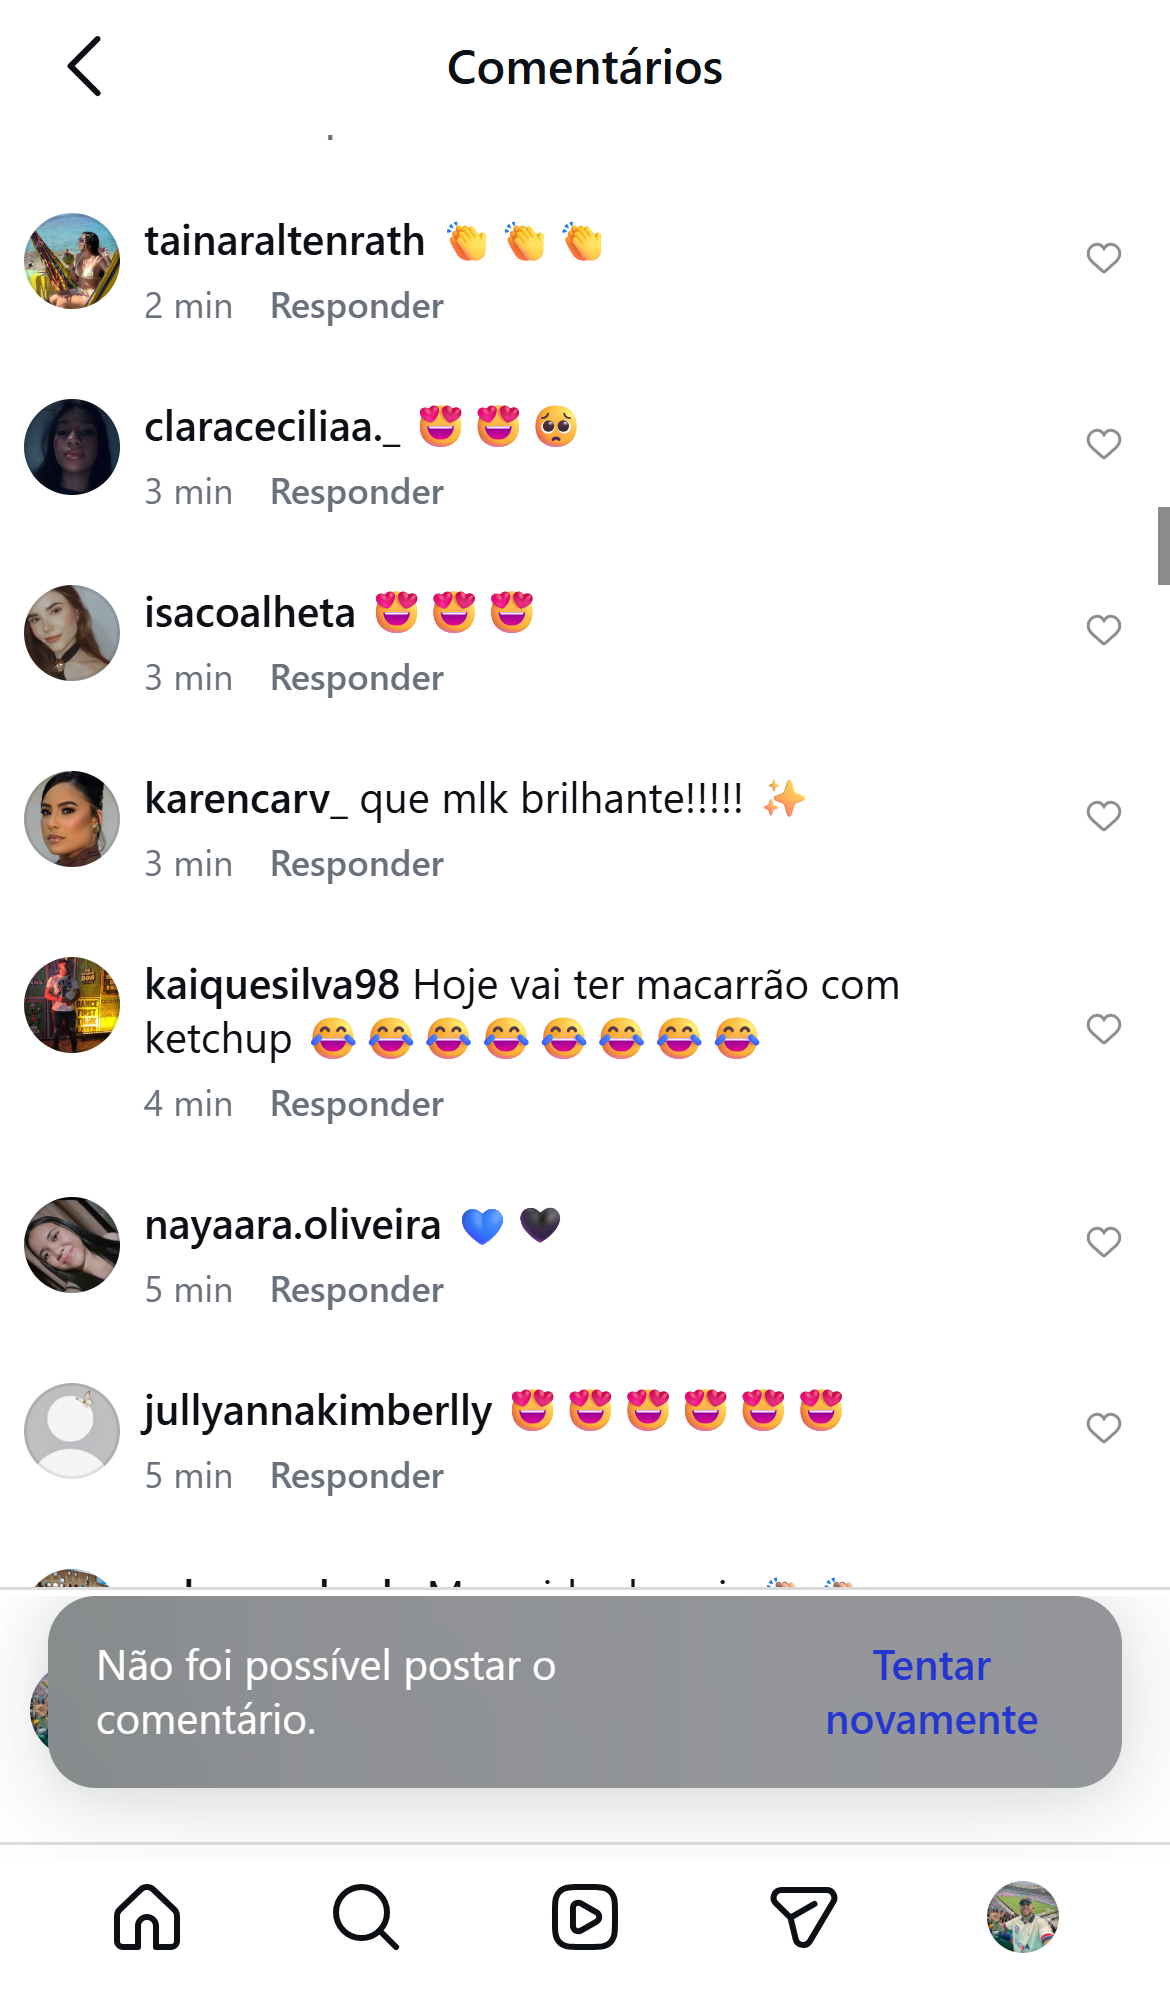 Comentários
tainaraltenrath 👏👏👏
2 min Responder
claraceciliaa._ 😍😍🥺
3 min Responder
isacoalheta 😍😍😍
3 min Responder
karencarv_ que mlk brilhante!!!!! ✨
3 min Responder
kaiquesilva98 Hoje vai ter macarrão com
ketchup 😂😂😂😂😂😂😂😂
4 min Responder
nayaara.oliveira 💙🖤
5 min Responder
jullyannakimberlly 😍😍😍😍😍😍
5 min Responder
Não foi possível postar o
comentário.
Tentar
novamente